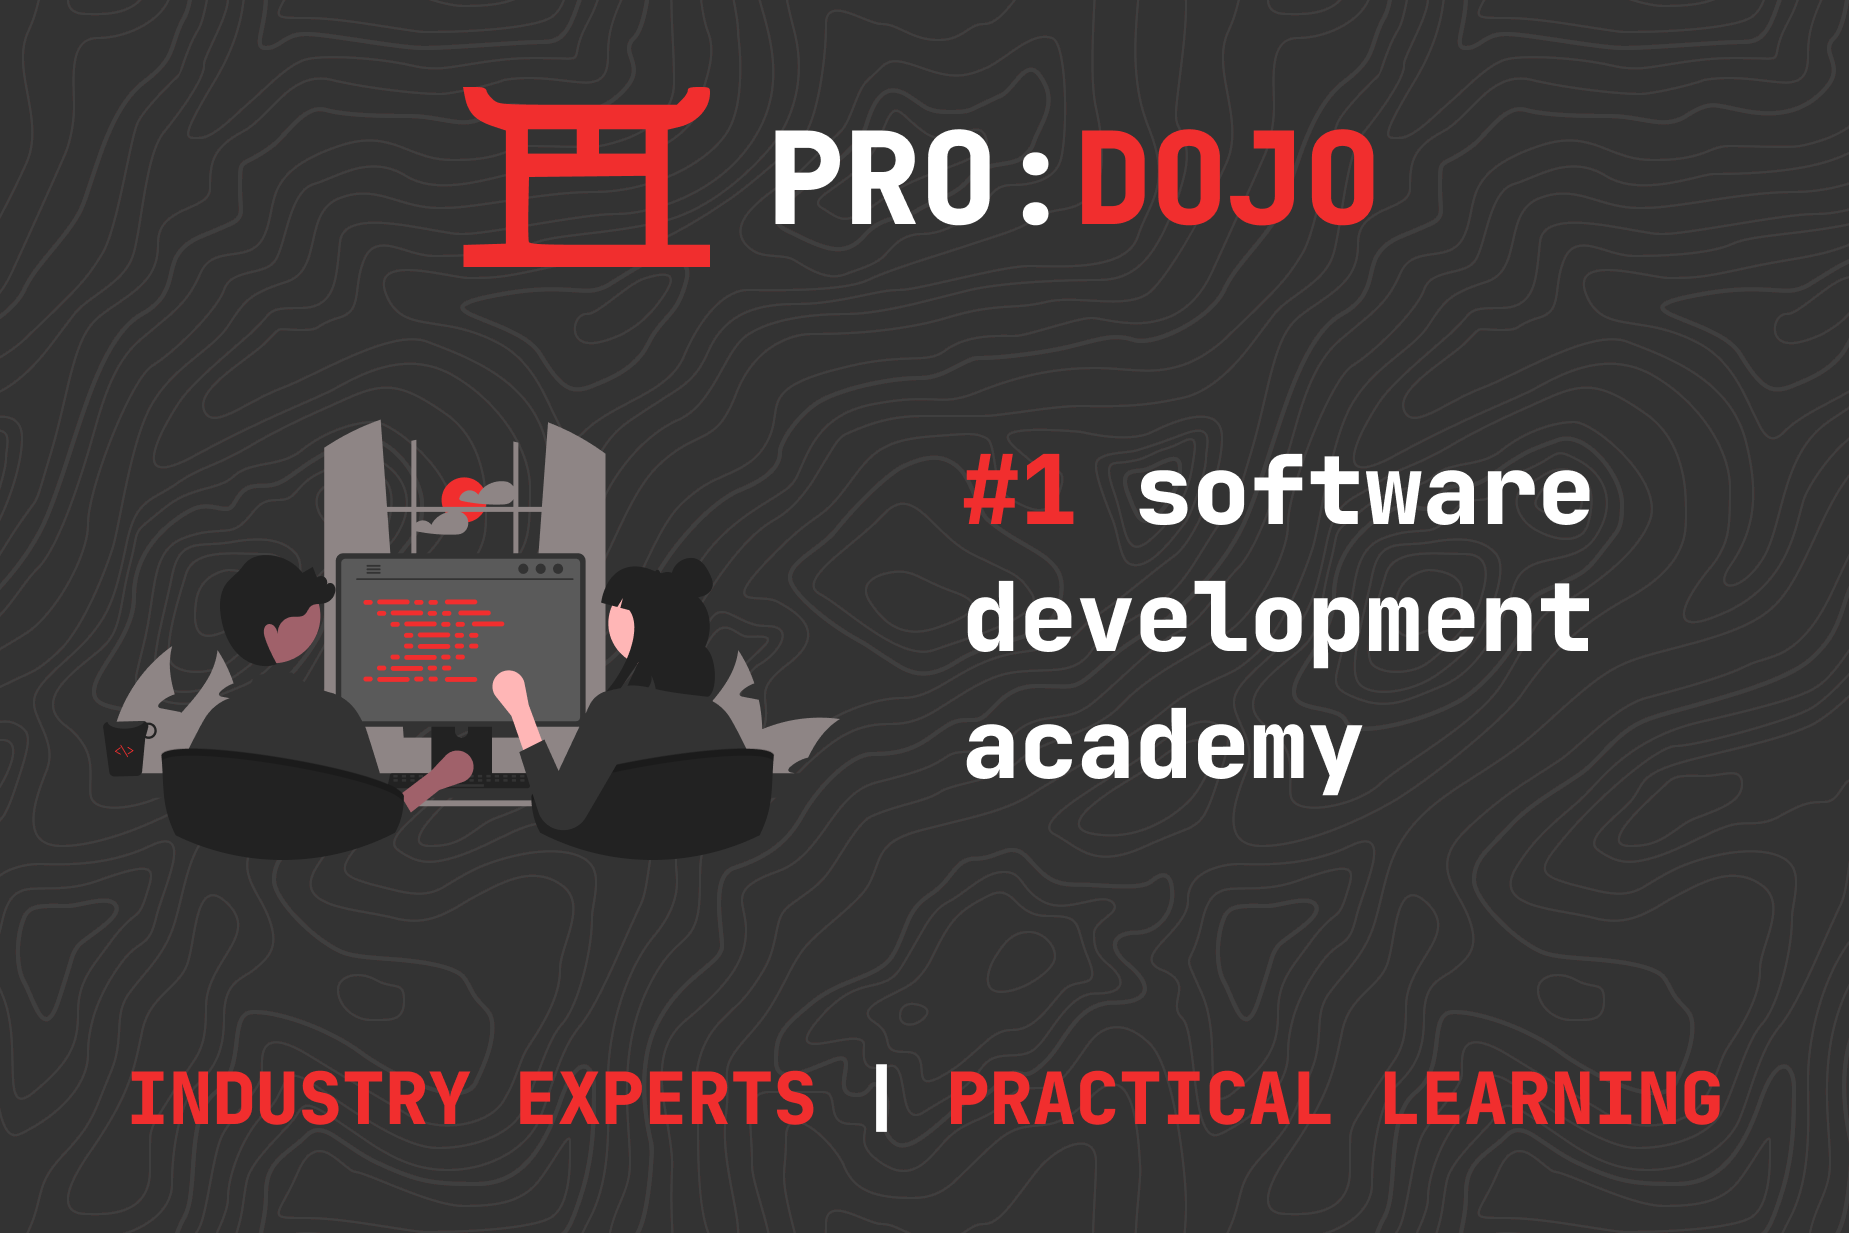 PRO:DOJO
#1 software
development
academy
INDUSTRY EXPERTS | PRACTICAL LEARNING